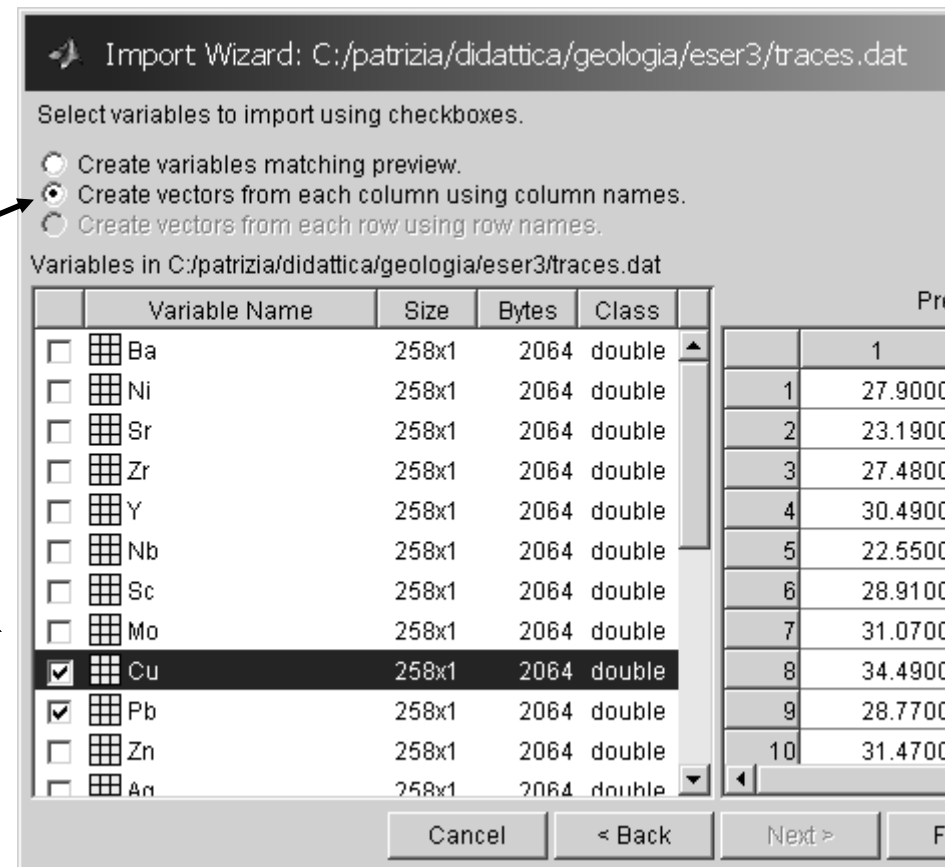 Import Wizard: C:/patrizia/didattica/geologia/eser3/traces.dat
Select variables to import using checkboxes.
Create variables matching preview.
Create vectors from each column using column names.
Create vectors from each row using row names.
Variables in C:/patrizia/didattica/geologia/eser3/traces.dat
Variable Name Size Bytes Class
Ba 258x1 2064 double
Ni 258x1 2064 double
Sr 258x1 2064 double
Zr 258x1 2064 double
Y 258x1 2064 double
Nb 258x1 2064 double
Sc 258x1 2064 double
Mo 258x1 2064 double
Cu 258x1 2064 double
Pb 258x1 2064 double
Zn 258x1 2064 double
258x1 2064 double
Pr
1
1 27.9000
2 23.1900
3 27.4800
4 30.4900
5 22.5500
6 28.9100
7 31.0700
8 34.4900
9 28.7700
10 31.4700
Cancel < Back Next > F